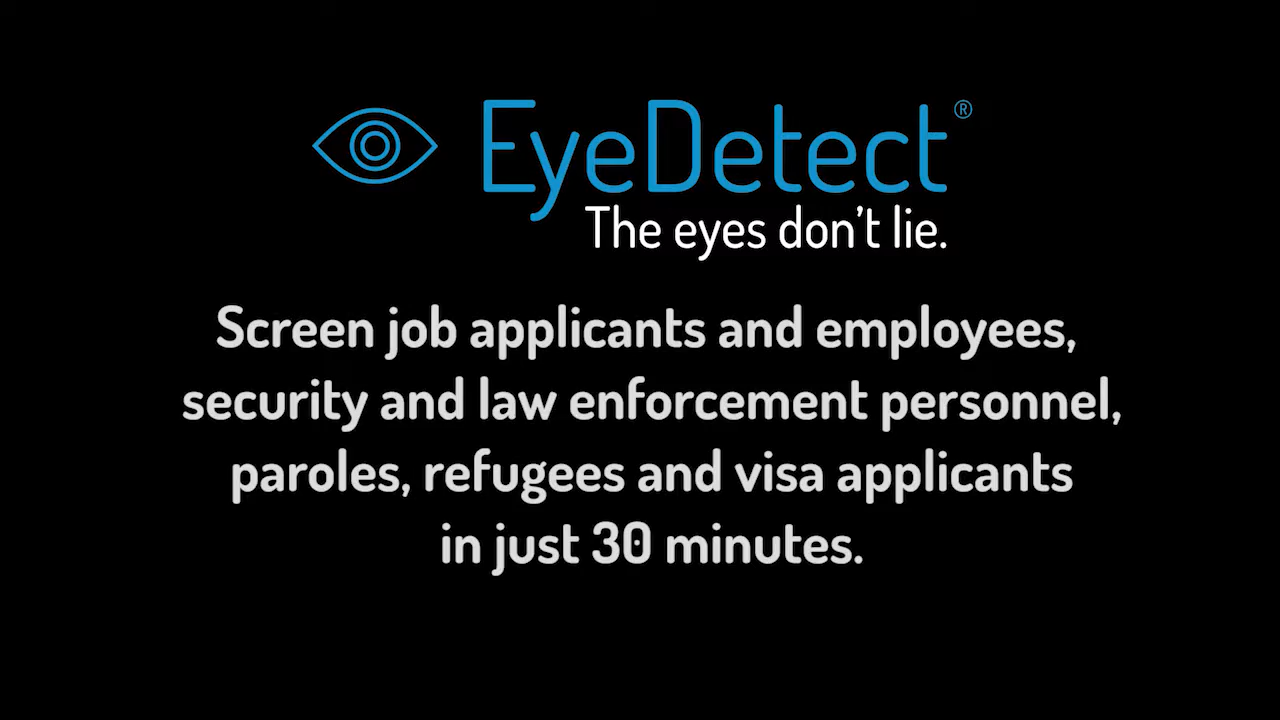 EyeDetect®
The eyes don't lie.
Screen job applicants and employees,
security and law enforcement personnel,
paroles, refugees and visa applicants
in just 30 minutes.